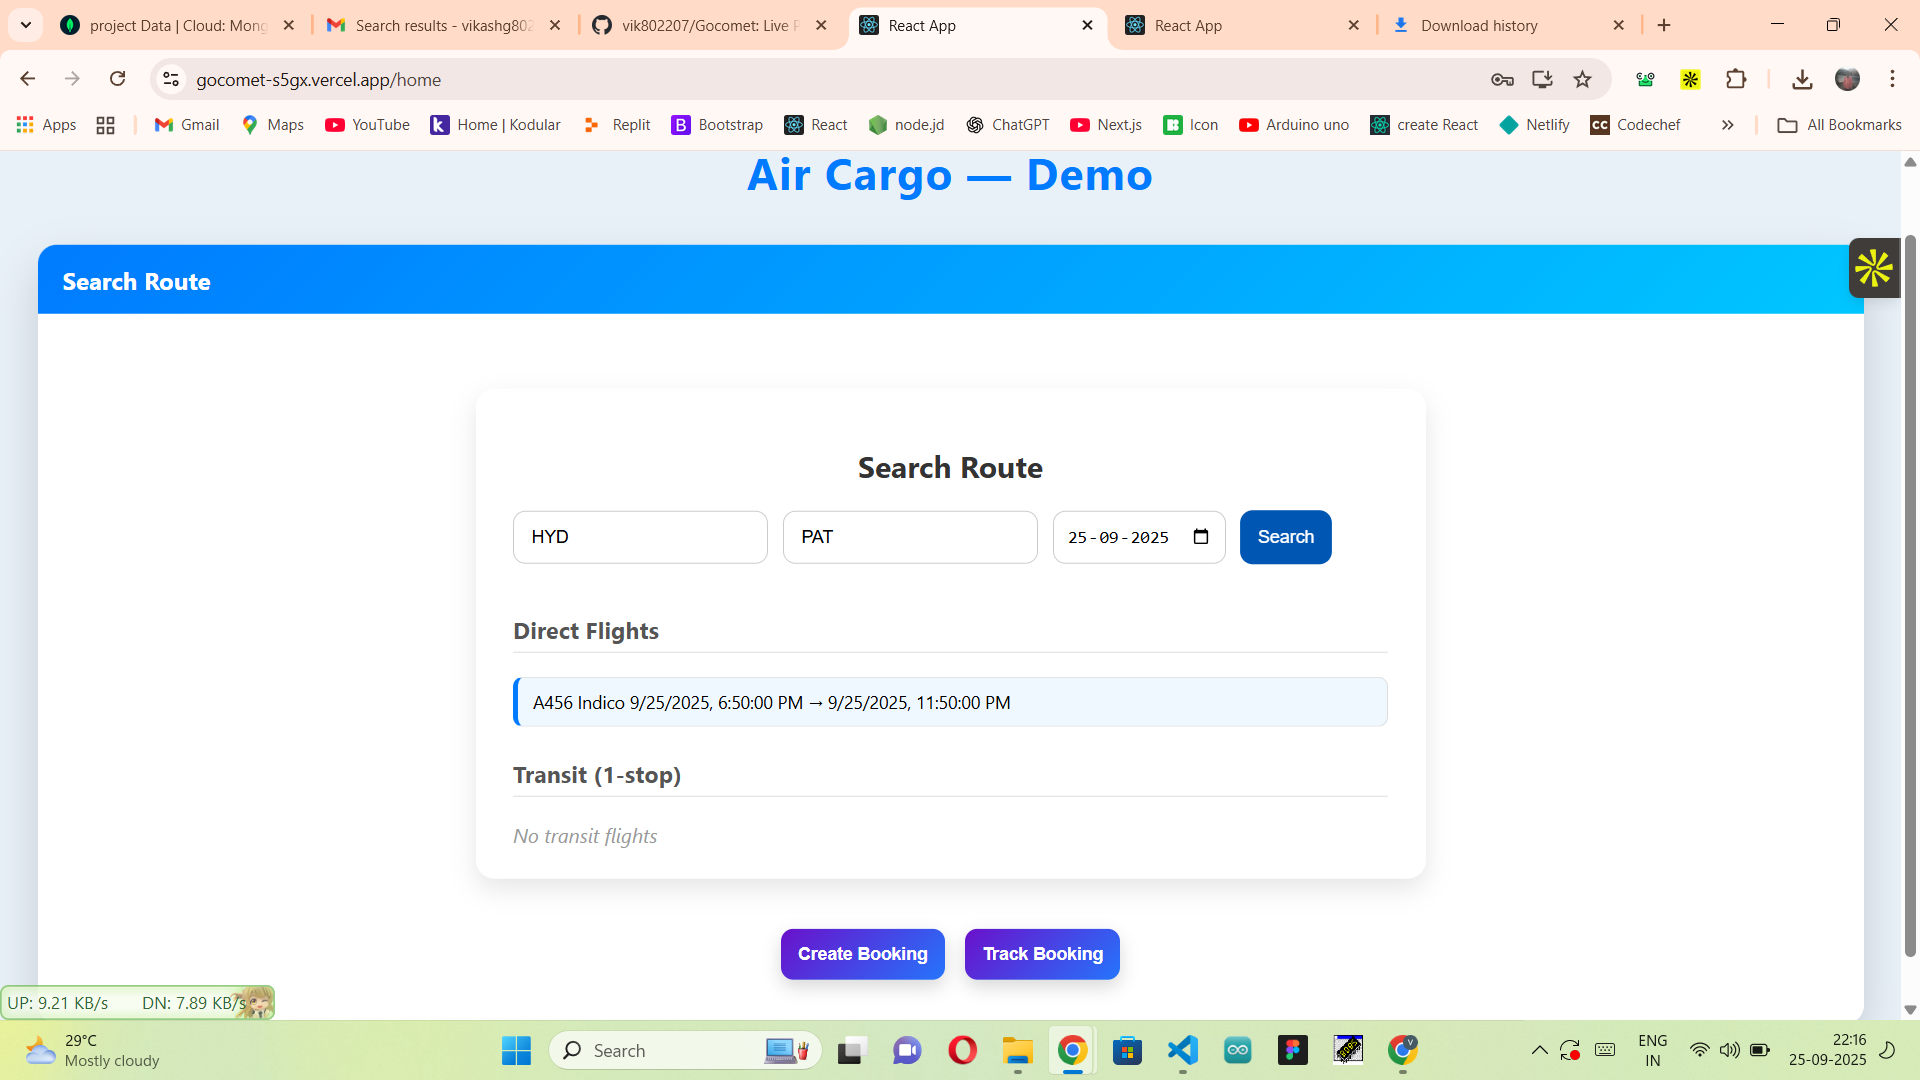 project Data | Cloud: Mong
Search results - vikashg802
vik802207/Gocomet: Live P
React App
React App
Download history
gocomet-s5gx.vercel.app/home
Apps
Gmail
Maps
YouTube
Home | Kodular
Replit
Bootstrap
React
node.jd
ChatGPT
Next.js
Icon
Arduino uno
create React
Netlify
CC Codechef
All Bookmarks
Air Cargo — Demo
Search Route
Search Route
HYD
PAT
25-09-2025
Search
Direct Flights
A456 Indico 9/25/2025, 6:50:00 PM → 9/25/2025, 11:50:00 PM
Transit (1-stop)
No transit flights
Create Booking
Track Booking
UP: 9.21 KB/s DN: 7.89 KB/s
29°C
Mostly cloudy
Search
ENG
IN
22:16
25-09-2025